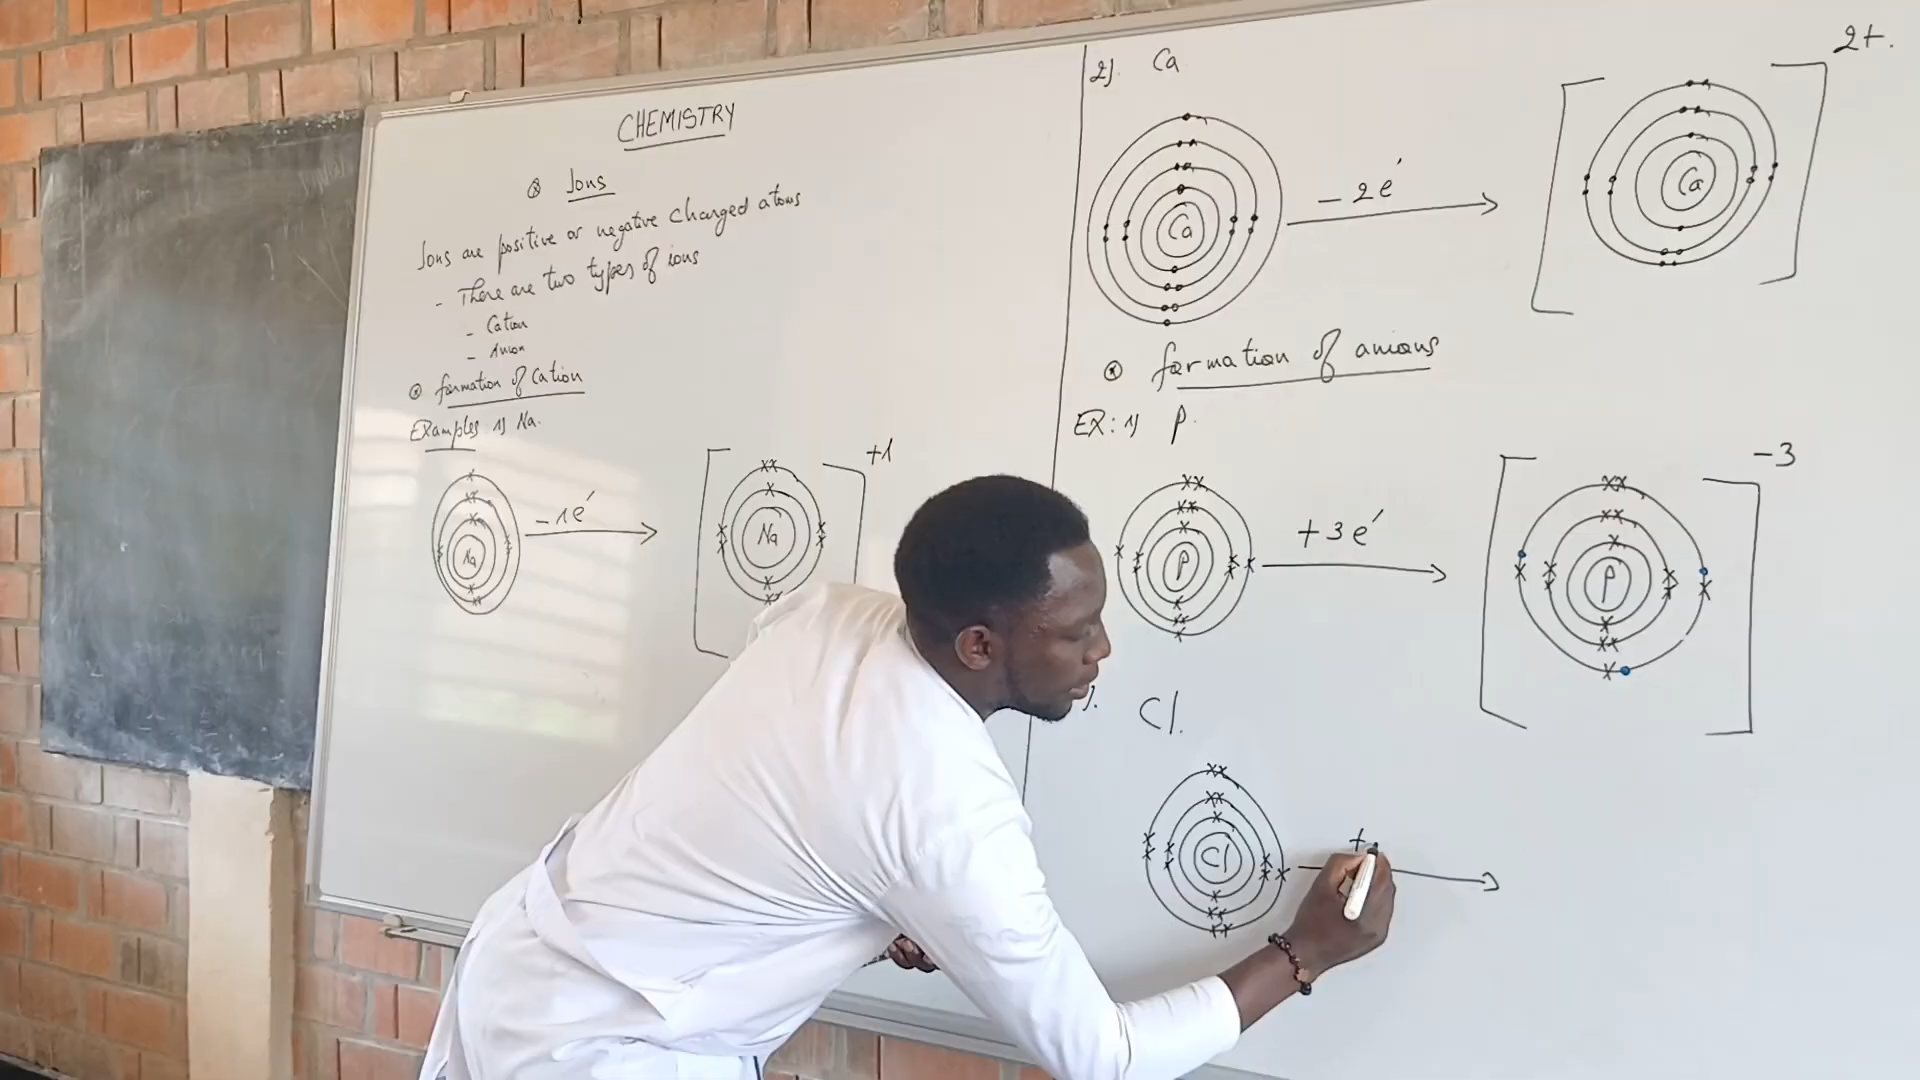 CHEMISTRY
⊗ Ions
Ions are positive or negative charged atoms
- There are two types of ions
- Cation
- Anion
⊗ formation of Cation
Examples 1) Na.
Na
-1e⁻
Na
+1
2). Ca
Ca
-2e⁻
Ca
2+.
⊗ formation of anions
EX: 1) P.
P
+3e⁻
P
-3
).
Cl.
Cl
+